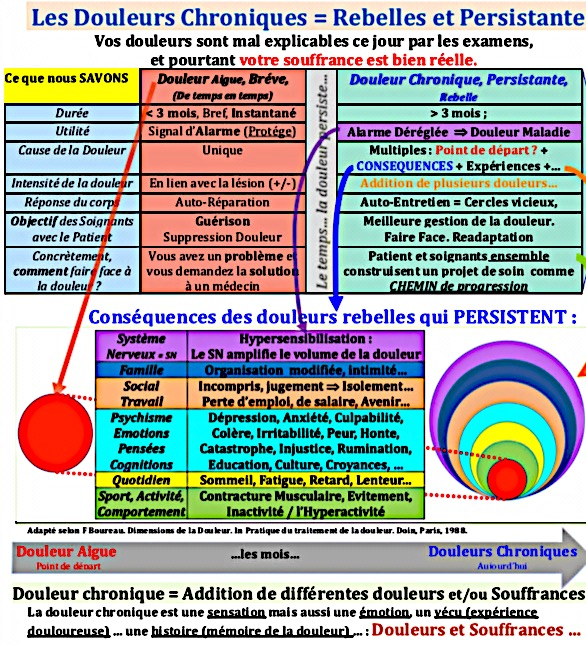 Les Douleurs Chroniques = Rebelles et Persistante
Vos douleurs sont mal explicables ce jour par les examens,
et pourtant votre souffrance est bien réelle.
Ce que nous SAVONS
Douleur Aigue, Bréve,
(De temps en temps)
Le temps... la douleur persiste...
Douleur Chronique, Persistante,
Rebelle
Durée
< 3 mois, Bref, Instantané
> 3 mois ;
Utilité
Signal d'Alarme (Protége)
Alarme Déréglée ⇒ Douleur Maladie
Cause de la Douleur
Unique
Multiples : Point de départ ? +
CONSEQUENCES + Expériences +...
Intensité de la douleur
En lien avec la lésion (+/-)
Addition de plusieurs douleurs...
Réponse du corps
Auto-Réparation
Auto-Entretien = Cercles vicieux,
Objectif des Soignants
avec le Patient
Guérison
Suppression Douleur
Meilleure gestion de la douleur.
Faire Face. Readaptation
Concrètement,
comment faire face à
la douleur ?
Vous avez un problème et
vous demandez la solution
à un médecin
Patient et soignants ensemble
construisent un projet de soin comme
CHEMIN de progression
Conséquences des douleurs rebelles qui PERSISTENT :
Système
Nerveux = SN
Hypersensibilisation :
Le SN amplifie le volume de la douleur
Famille
Organisation modifiée, intimité...
Social
Incompris, jugement ⇒ Isolement...
Travail
Perte d'emploi, de salaire, Avenir...
Psychisme
Dépression, Anxiété, Culpabilité,
Emotions
Colère, Irritabilité, Peur, Honte,
Pensées
Catastrophe, Injustice, Rumination,
Cognitions
Education, Culture, Croyances, ...
Quotidien
Sommeil, Fatigue, Retard, Lenteur...
Sport, Activité,
Comportement
Contracture Musculaire, Evitement,
Inactivité / l'Hyperactivité
Adapté selon F Boureau. Dimensions de la Douleur. In Pratique du traitement de la douleur. Doin, Paris, 1988.
Douleur Aigue
Point de départ
...les mois...
Douleurs Chroniques
Aujourd'hui
Douleur chronique = Addition de différentes douleurs et/ou Souffrances
La douleur chronique est une sensation mais aussi une émotion, un vécu (expérience
douloureuse) ... une histoire (mémoire de la douleur) ... : Douleurs et Souffrances ...